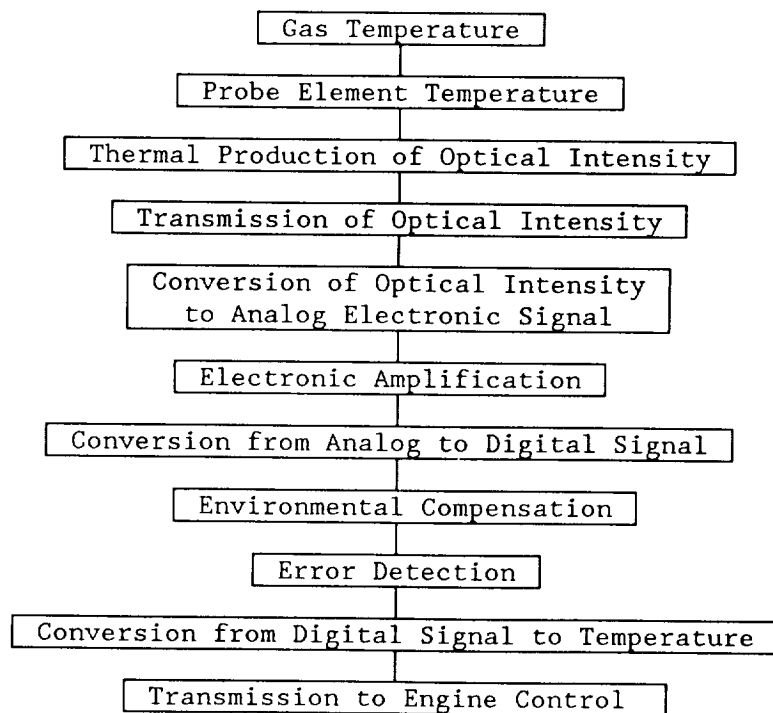 Gas Temperature
Probe Element Temperature
Thermal Production of Optical Intensity
Transmission of Optical Intensity
Conversion of Optical Intensity
to Analog Electronic Signal
Electronic Amplification
Conversion from Analog to Digital Signal
Environmental Compensation
Error Detection
Conversion from Digital Signal to Temperature
Transmission to Engine Control